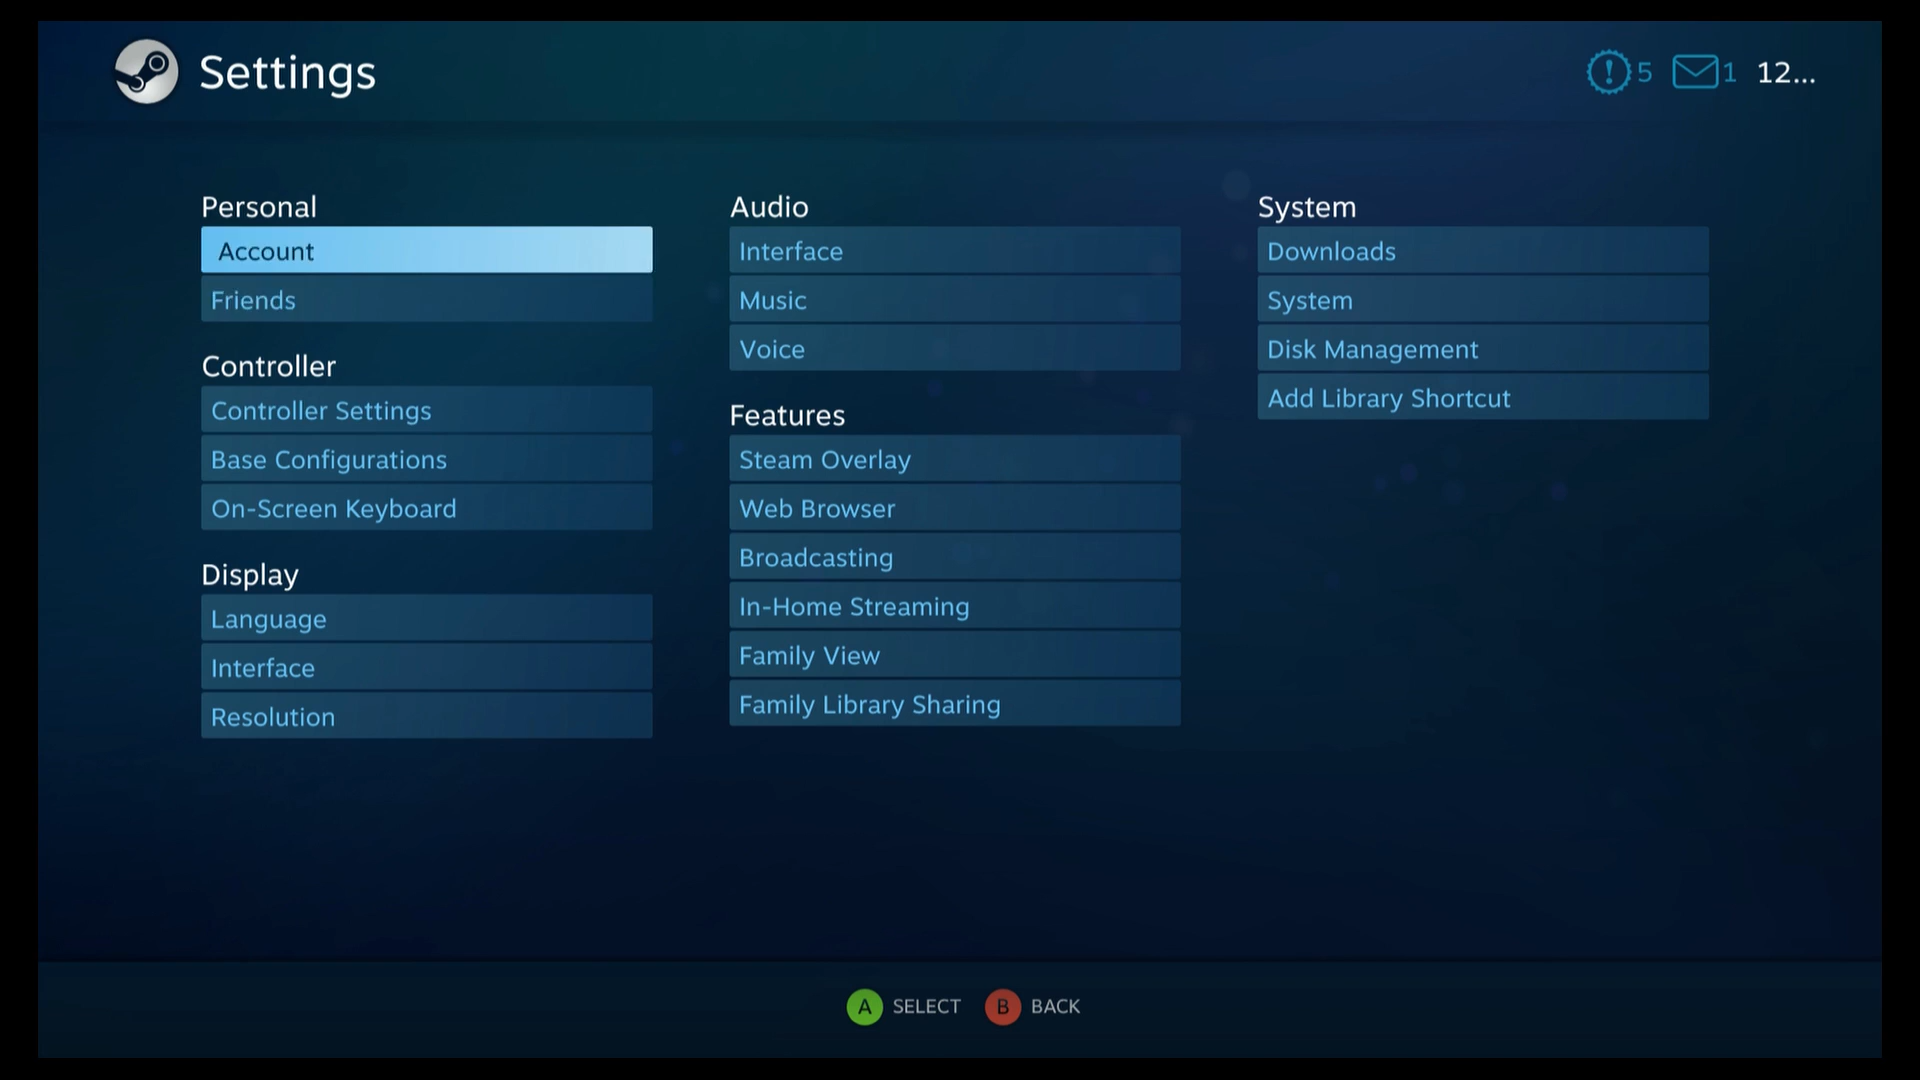 Settings
5
1
12...
Personal
Account
Friends
Controller
Controller Settings
Base Configurations
On-Screen Keyboard
Display
Language
Interface
Resolution
Audio
Interface
Music
Voice
Features
Steam Overlay
Web Browser
Broadcasting
In-Home Streaming
Family View
Family Library Sharing
System
Downloads
System
Disk Management
Add Library Shortcut
A SELECT B BACK